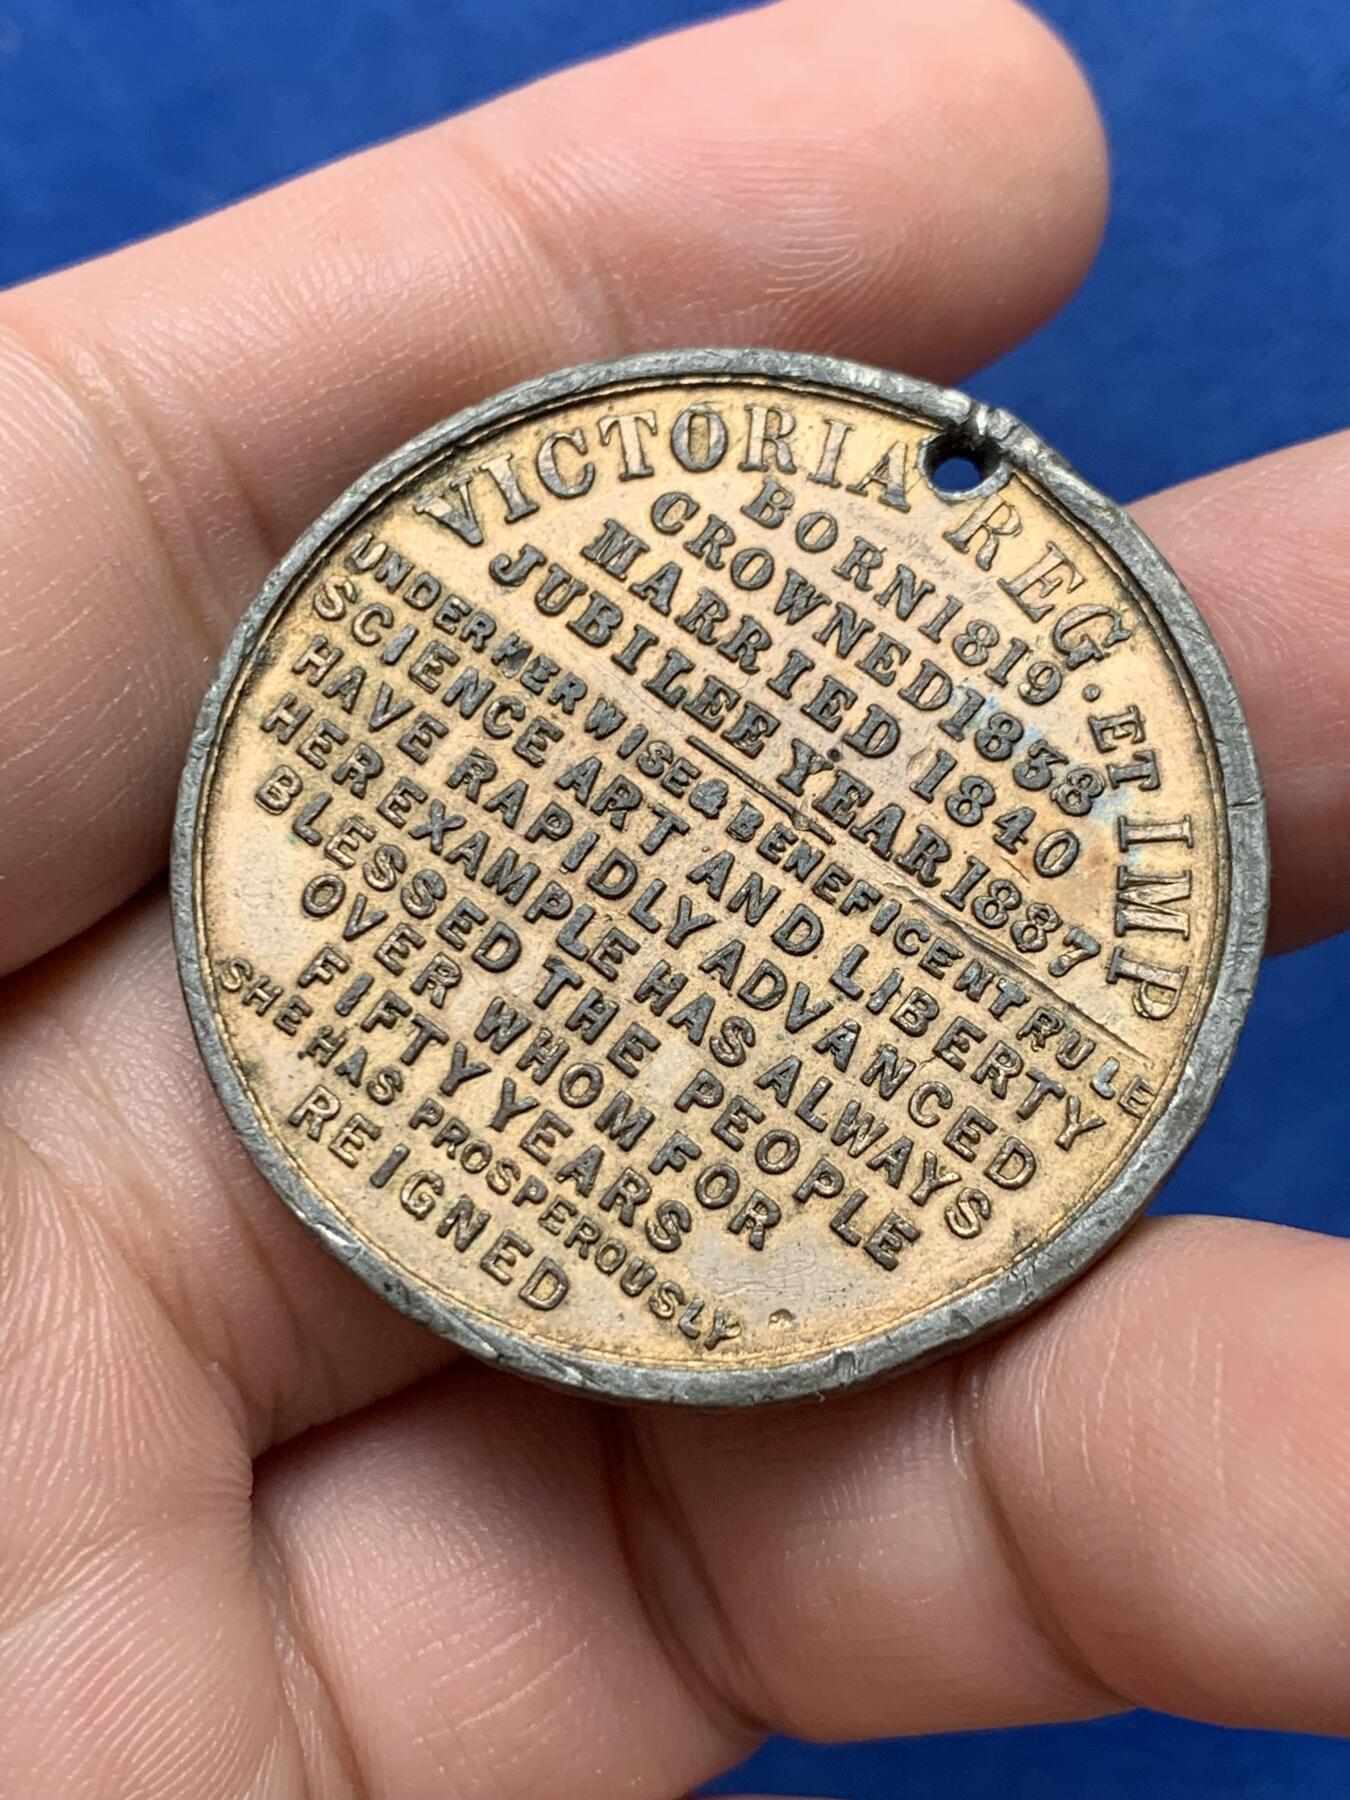 VICTORIA REG. ET IMP
BORN 1819
CROWNED 1838
MARRIED 1840
JUBILEE YEAR 1887
UNDER HER WISE & BENEFICENT RULE
SCIENCE ART AND LIBERTY
HAVE RAPIDLY ADVANCED
HER EXAMPLE HAS ALWAYS
BLESSED THE PEOPLE
OVER WHOM FOR
FIFTY YEARS
SHE HAS PROSPEROUSLY
REIGNED